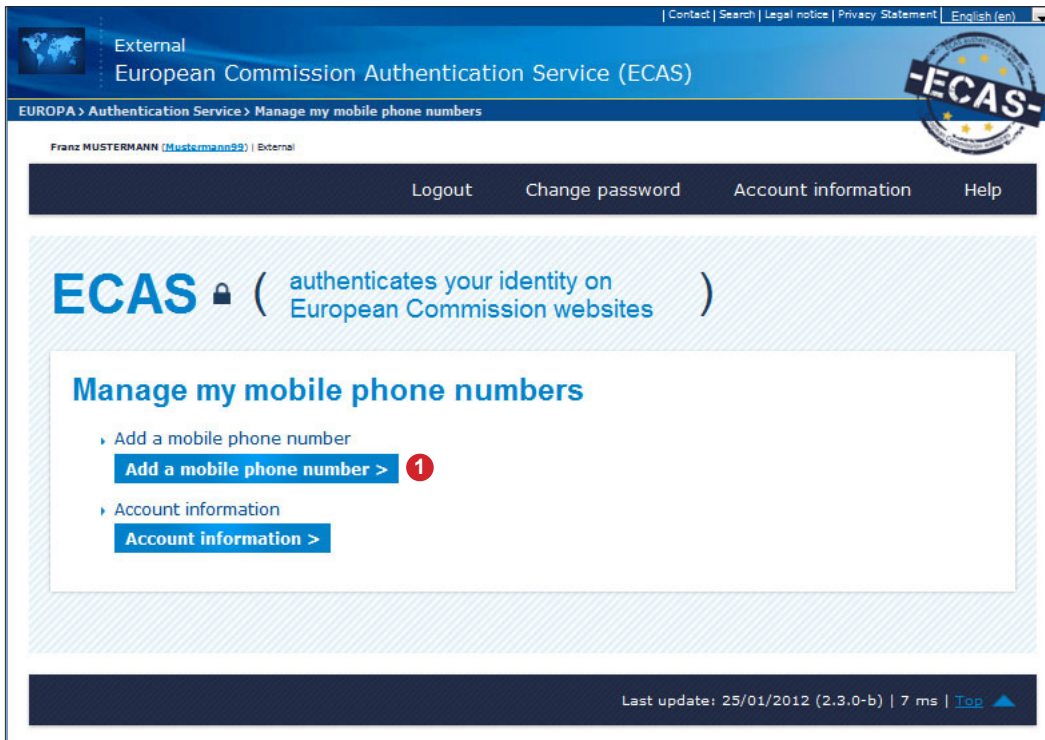 | Contact | Search | Legal notice | Privacy Statement English (en)
External
European Commission Authentication Service (ECAS)
-ECAS-
EUROPA > Authentication Service > Manage my mobile phone numbers
Franz MUSTERMANN (Mustermann99) | External
Logout Change password Account information Help
ECAS ( authenticates your identity on
European Commission websites )
Manage my mobile phone numbers
Add a mobile phone number
Add a mobile phone number > 1
Account information
Account information >
Last update: 25/01/2012 (2.3.0-b) | 7 ms | Top